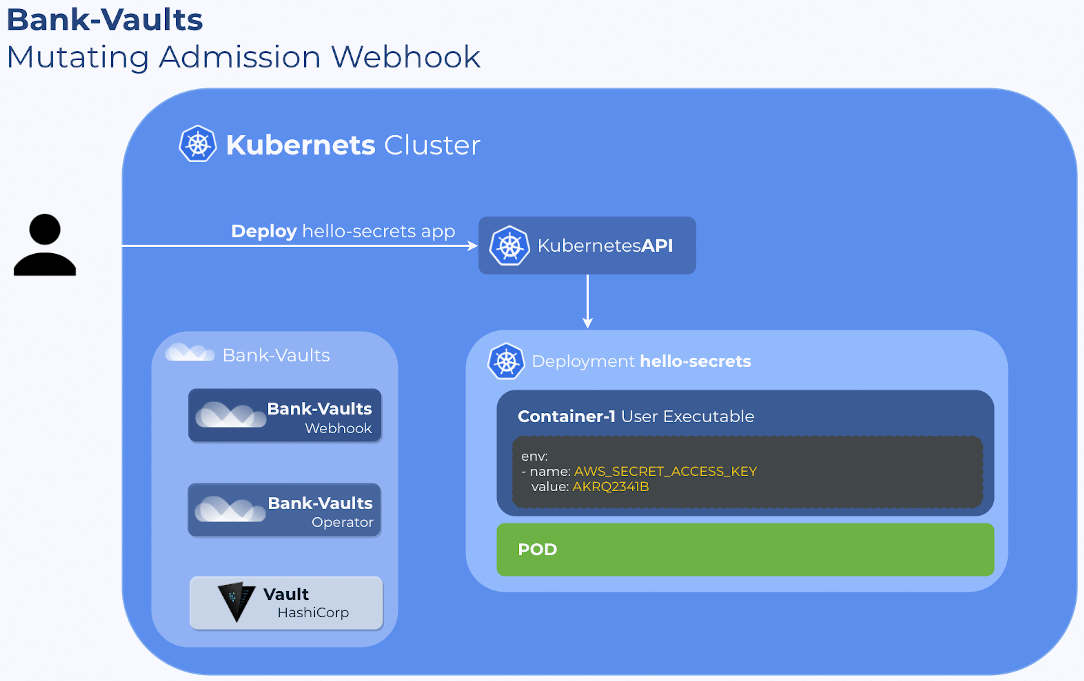 Bank-Vaults
Mutating Admission Webhook
Kubernets Cluster
Deploy hello-secrets app
KubernetesAPI
Bank-Vaults
Bank-Vaults
Webhook
Bank-Vaults
Operator
Vault
HashiCorp
Deployment hello-secrets
Container-1 User Executable
env:
- name: AWS_SECRET_ACCESS_KEY
value: AKRQ2341B
POD